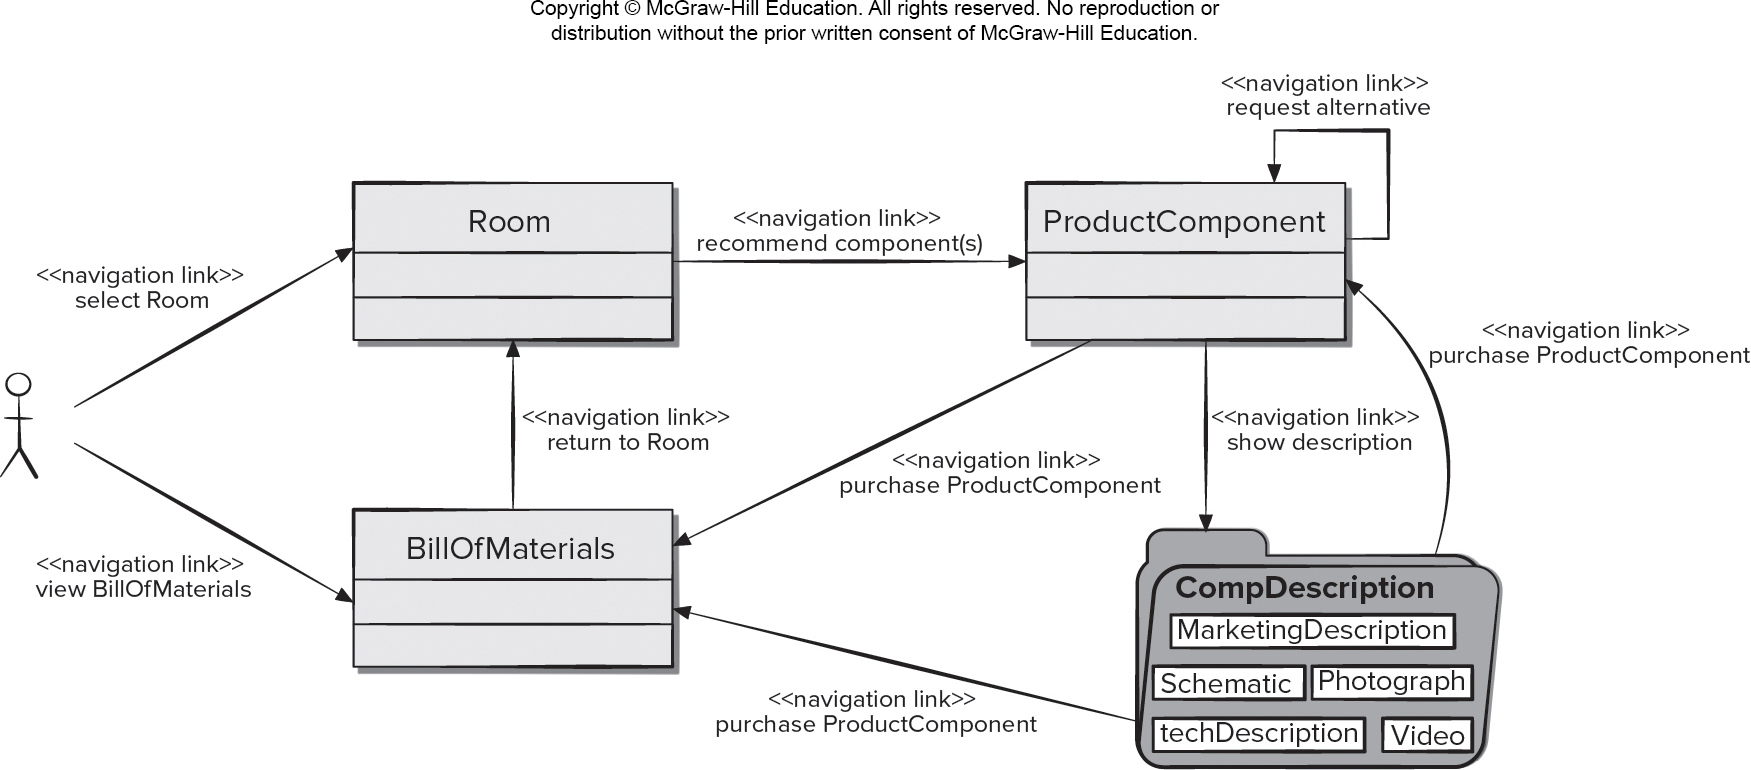 Copyright © McGraw-Hill Education. All rights reserved. No reproduction or
distribution without the prior written consent of McGraw-Hill Education.
<<navigation link>>
request alternative
Room
<<navigation link>>
recommend component(s)
ProductComponent
<<navigation link>>
select Room
<<navigation link>>
purchase ProductComponent
<<navigation link>>
return to Room
<<navigation link>>
show description
<<navigation link>>
purchase ProductComponent
BillOfMaterials
<<navigation link>>
view BillOfMaterials
CompDescription
MarketingDescription
Schematic
Photograph
techDescription
Video
<<navigation link>>
purchase ProductComponent